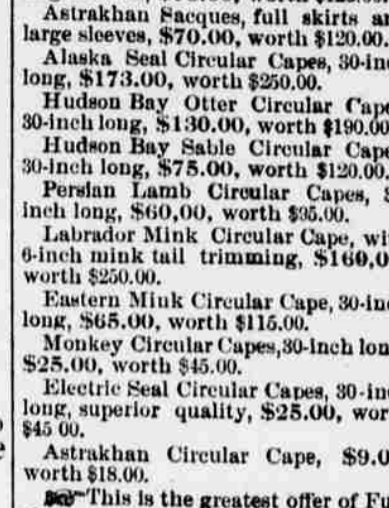 Astrakhan Sacques, full skirts a
large sleeves, $70.00, worth $120.00.
Alaska Seal Circular Capes, 30-in
long, $173.00, worth $250.00.
Hudson Bay Otter Circular Cap
30-inch long, $130.00, worth $190.00
Hudson Bay Sable Circular Cape
30-inch long, $75.00, worth $120.00.
Persian Lamb Circular Capes,
inch long, $60,00, worth $95.00.
Labrador Mink Circular Cape, wi
6-inch mink tail trimming, $160,0
worth $250.00.
Eastern Mink Circular Cape, 30-in
long, $65.00, worth $115.00.
Monkey Circular Capes,30-inch lon
$25.00, worth $45.00.
Electric Seal Circular Capes, 30-in
long, superior quality, $25.00, wor
$45 00.
Astrakhan Circular Cape, $9.0
worth $18.00.
This is the greatest offer of Fu